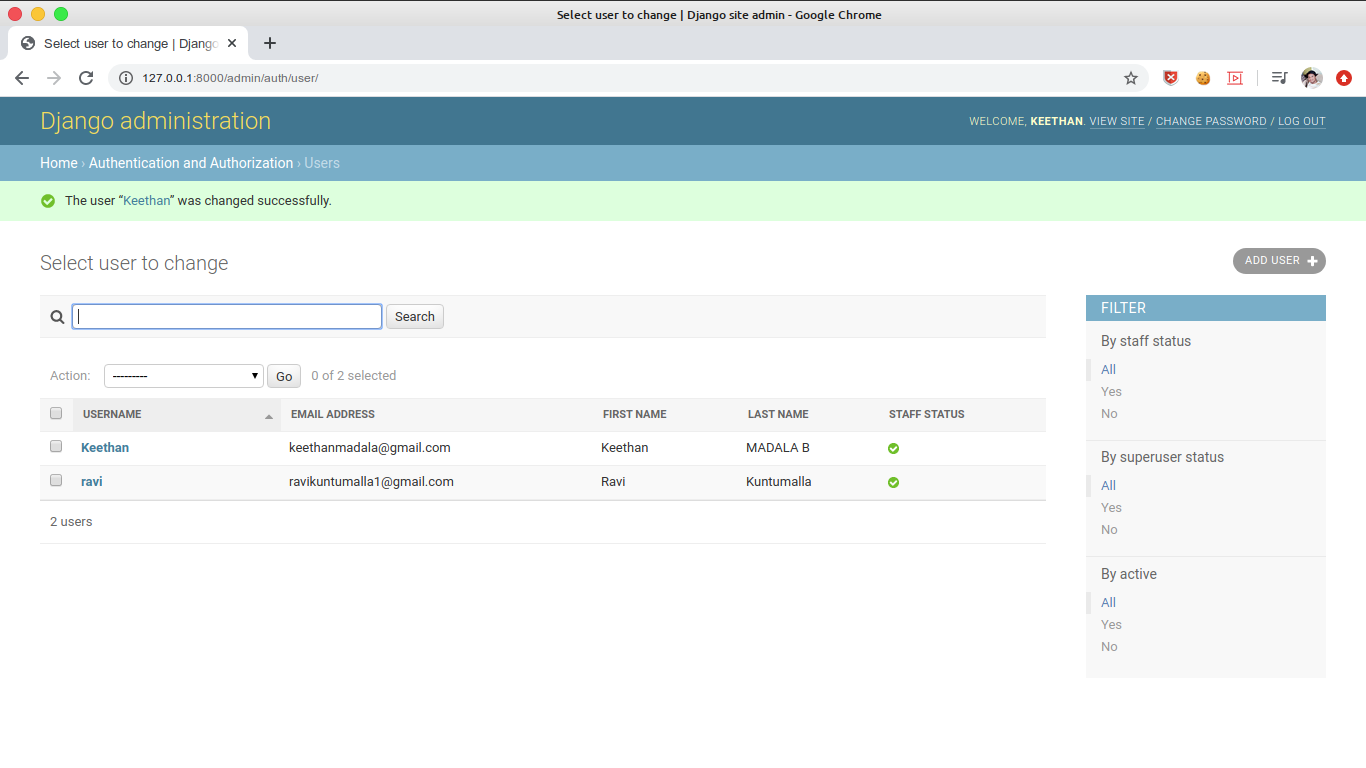 Select user to change | Django site admin - Google Chrome
Select user to change | Django
127.0.0.1:8000/admin/auth/user/
Django administration
WELCOME, KEETHAN. VIEW SITE / CHANGE PASSWORD / LOG OUT
Home › Authentication and Authorization › Users
The user “Keethan” was changed successfully.
Select user to change
ADD USER +
Search
Action: --------- Go 0 of 2 selected
USERNAME EMAIL ADDRESS FIRST NAME LAST NAME STAFF STATUS
Keethan keethanmadala@gmail.com Keethan MADALA B
ravi ravikuntumalla1@gmail.com Ravi Kuntumalla
2 users
FILTER
By staff status
All
Yes
No
By superuser status
All
Yes
No
By active
All
Yes
No